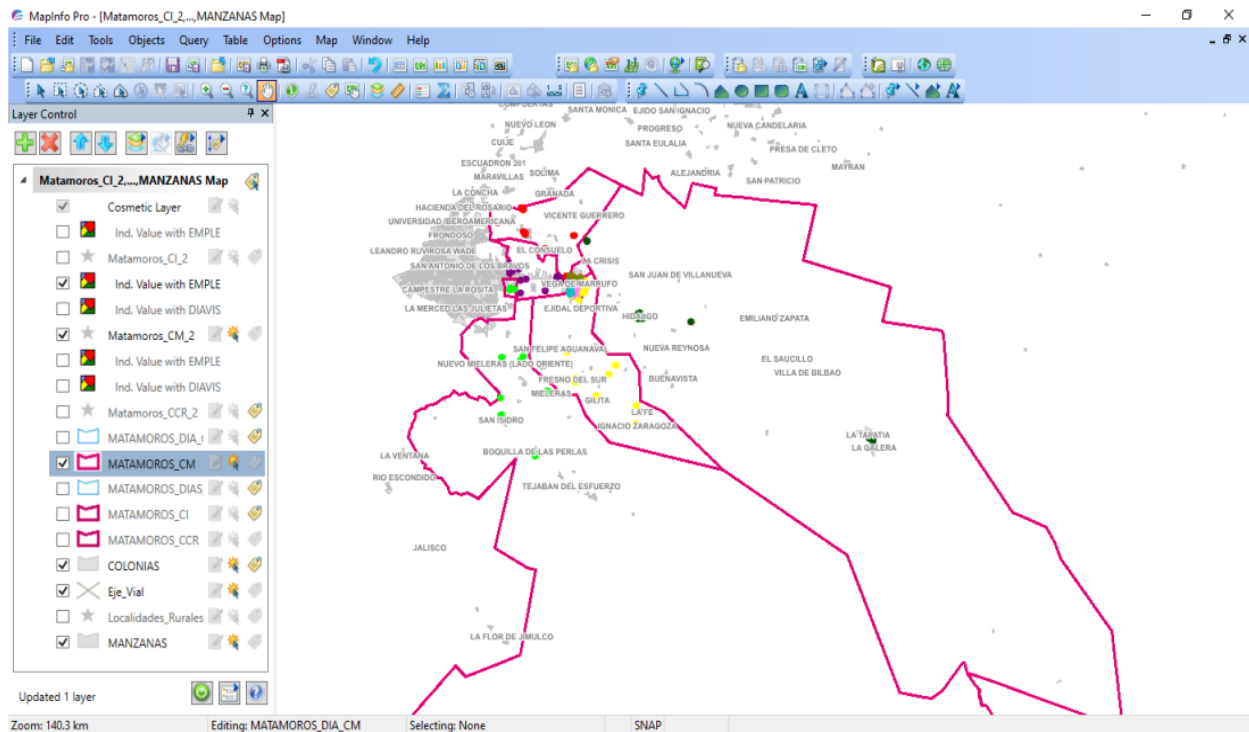 MapInfo Pro - [Matamoros_CI_2,...,MANZANAS Map]
File Edit Tools Objects Query Table Options Map Window Help
Layer Control
Matamoros_CI_2,...,MANZANAS Map
Cosmetic Layer
Ind. Value with EMPLE
Matamoros_CI_2
Ind. Value with EMPLE
Ind. Value with DIAVIS
Matamoros_CM_2
Ind. Value with EMPLE
Ind. Value with DIAVIS
Matamoros_CCR_2
MATAMOROS_DIA_
MATAMOROS_CM
MATAMOROS_DIAS
MATAMOROS_CI
MATAMOROS_CCR
COLONIAS
Eje_Vial
Localidades_Rurales
MANZANAS
Updated 1 layer
SANTA MONICA EJIDO SAN IGNACIO
NUEVO LEON PROGRESO NUEVA CANDELARIA
CUIJE SANTA EULALIA PRESA DE CLETO
ESCUADRON 201 MAYRAN
MARAVILLAS SOLIMA ALEJANDRIA SAN PATRICIO
LA CONCHA GRANADA
HACIENDA DEL ROSARIO VICENTE GUERRERO
UNIVERSIDAD IBEROAMERICANA
FRONDOSO
LEANDRO RUVIROSA WADE EL CONSUELO
SAN ANTONIO DE LOS BRAVOS LA CRISIS
SAN JUAN DE VILLANUEVA
CAMPESTRE LA ROSITA VEGA DE MARRUFO
LA MERCED LAS JULIETAS EJIDAL DEPORTIVA
HIDALGO EMILIANO ZAPATA
SAN FELIPE AGUANAVAL NUEVA REYNOSA
NUEVO MIELERAS (LADO ORIENTE) EL SAUCILLO
FRESNO DEL SUR BUENAVISTA VILLA DE BILBAO
MIELERAS GILITA
SAN ISIDRO LA FE
IGNACIO ZARAGOZA
LA TAPATIA
LA GALERA
LA VENTANA BOQUILLA DE LAS PERLAS
RIO ESCONDIDO TEJABAN DEL ESFUERZO
JALISCO
LA FLOR DE JIMULCO
Zoom: 140.3 km Editing: MATAMOROS_DIA_CM Selecting: None SNAP